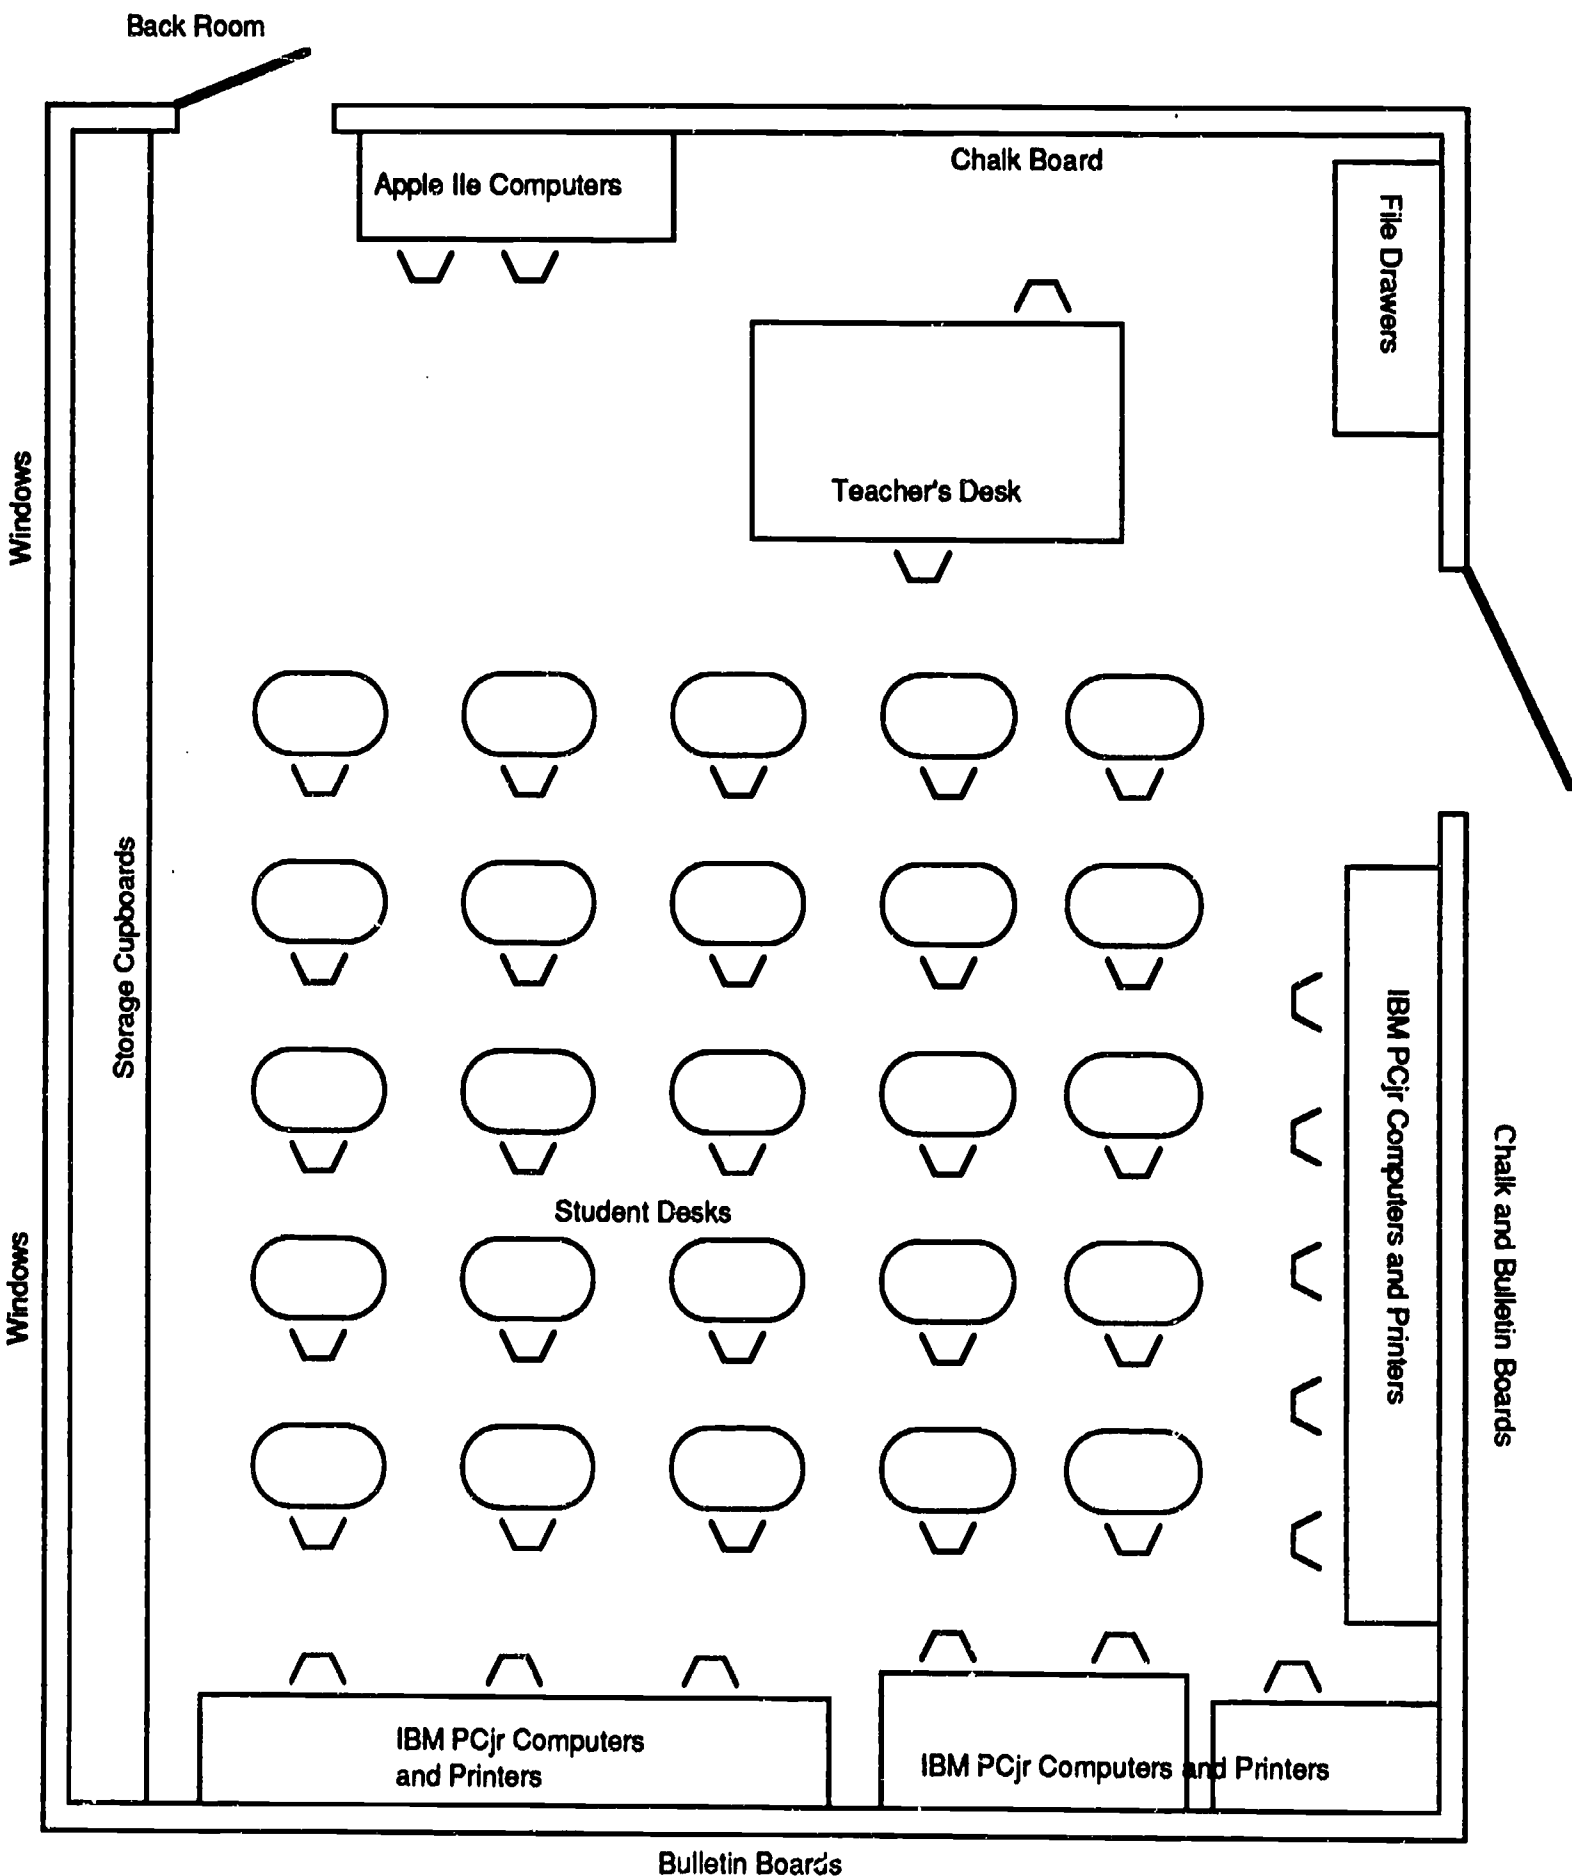 Back Room
Apple IIe Computers
Chalk Board
File Drawers
Teacher's Desk
Windows
Storage Cupboards
Student Desks
IBM PCjr Computers and Printers
Chalk and Bulletin Boards
Windows
IBM PCjr Computers
and Printers
IBM PCjr Computers and Printers
Bulletin Boards